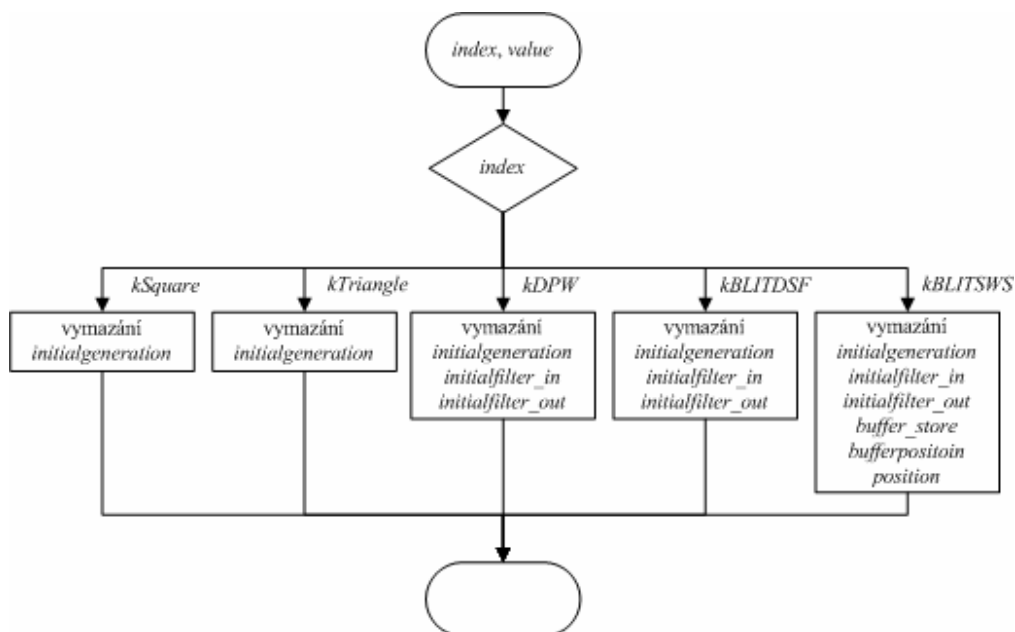 index, value
index
kSquare
kTriangle
kDPW
kBLITDSF
kBLITSWS
vymazání
initialgeneration
vymazání
initialgeneration
vymazání
initialgeneration
initialfilter_in
initialfilter_out
vymazání
initialgeneration
initialfilter_in
initialfilter_out
vymazání
initialgeneration
initialfilter_in
initialfilter_out
buffer_store
bufferpositoin
position